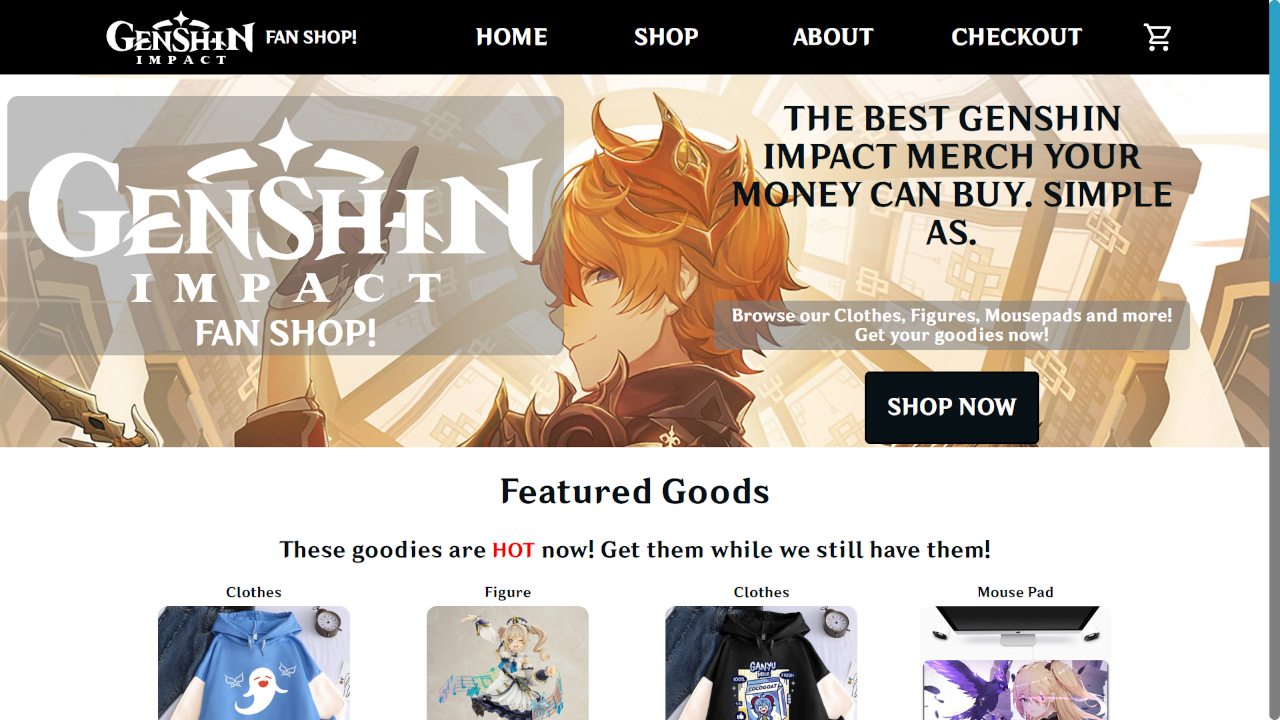 GENSHIN
IMPACT
FAN SHOP!
HOME
SHOP
ABOUT
CHECKOUT
GENSHIN
IMPACT
FAN SHOP!
THE BEST GENSHIN
IMPACT MERCH YOUR
MONEY CAN BUY. SIMPLE
AS.
Browse our Clothes, Figures, Mousepads and more!
Get your goodies now!
SHOP NOW
Featured Goods
These goodies are HOT now! Get them while we still have them!
Clothes
Figure
Clothes
Mouse Pad
GANYU
MILK
100%
FRESH
COCOGOAT